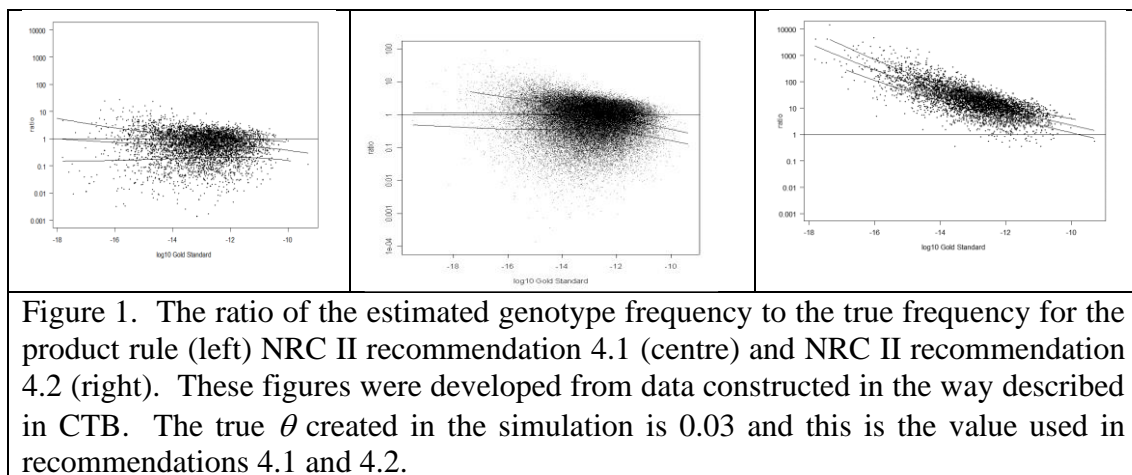 10000
1000
100
10
1
0.1
0.01
0.001
ratio
-18 -16 -14 -12 -10
log10 Gold Standard
100
10
1
0.1
0.01
0.001
1e-04
ratio
-18 -16 -14 -12 -10
log10 Gold Standard
10000
1000
100
10
1
0.1
0.01
0.001
ratio
-18 -16 -14 -12 -10
log10 Gold Standard
Figure 1. The ratio of the estimated genotype frequency to the true frequency for the
product rule (left) NRC II recommendation 4.1 (centre) and NRC II recommendation
4.2 (right). These figures were developed from data constructed in the way described
in CTB. The true θ created in the simulation is 0.03 and this is the value used in
recommendations 4.1 and 4.2.